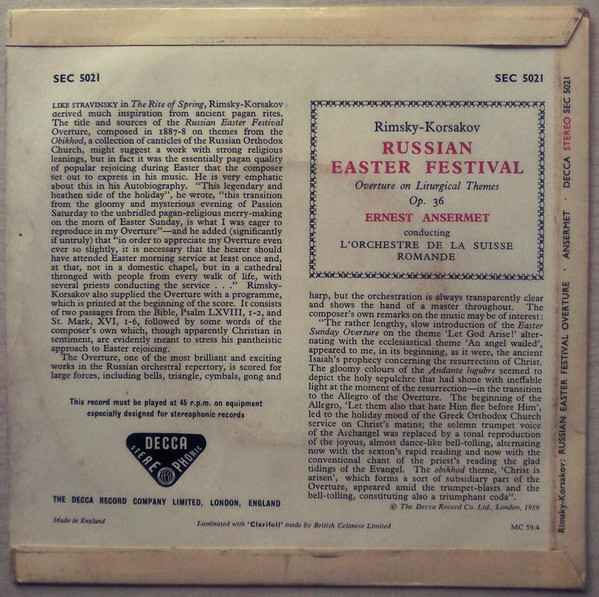 SEC 5021
SEC 5021
LIKE STRAVINSKY in The Rite of Spring, Rimsky-Korsakov
derived much inspiration from ancient pagan rites.
The title and sources of the Russian Easter Festival
Overture, composed in 1887-8 on themes from the
Obikhod, a collection of canticles of the Russian Orthodox
Church, might suggest a work with strong religious
leanings, but in fact it was the essentially pagan quality
of popular rejoicing during Easter that the composer
set out to express in his music. He is very emphatic
about this in his Autobiography. "This legendary and
heathen side of the holiday", he wrote, "this transition
from the gloomy and mysterious evening of Passion
Saturday to the unbridled pagan-religious merry-making
on the morn of Easter Sunday, is what I was eager to
reproduce in my Overture"—and he added (significantly
if untruly) that "in order to appreciate my Overture even
ever so slightly, it is necessary that the hearer should
have attended Easter morning service at least once and,
at that, not in a domestic chapel, but in a cathedral
thronged with people from every walk of life, with
several priests conducting the service . . ." Rimsky-
Korsakov also supplied the Overture with a programme,
which is printed at the beginning of the score. It consists
of two passages from the Bible, Psalm LXVIII, 1-2, and
St. Mark, XVI, 1-6, followed by some words of the
composer's own which, though apparently Christian in
sentiment, are evidently meant to stress his pantheistic
approach to Easter rejoicing.
The Overture, one of the most brilliant and exciting
works in the Russian orchestral repertory, is scored for
large forces, including bells, triangle, cymbals, gong and
This record must be played at 45 r.p.m. on equipment
especially designed for stereophonic records
DECCA
STEREOPHONIC
THE DECCA RECORD COMPANY LIMITED, LONDON, ENGLAND
Rimsky-Korsakov
RUSSIAN
EASTER FESTIVAL
Overture on Liturgical Themes
Op. 36
ERNEST ANSERMET
conducting
L'ORCHESTRE DE LA SUISSE
ROMANDE
harp, but the orchestration is always transparently clear
and shows the hand of a master throughout. The
composer's own remarks on the music may be of interest:
"The rather lengthy, slow introduction of the Easter
Sunday Overture on the theme 'Let God Arise!' alter-
nating with the ecclesiastical theme 'An angel wailed',
appeared to me, in its beginning, as it were, the ancient
Isaiah's prophecy concerning the resurrection of Christ.
The gloomy colours of the Andante lugubre seemed to
depict the holy sepulchre that had shone with ineffable
light at the moment of the resurrection—in the transition
to the Allegro of the Overture. The beginning of the
Allegro, 'Let them also that hate Him flee before Him',
led to the holiday mood of the Greek Orthodox Church
service on Christ's matins; the solemn trumpet voice
of the Archangel was replaced by a tonal reproduction
of the joyous, almost dance-like bell-tolling, alternating
now with the sexton's rapid reading and now with the
conventional chant of the priest's reading the glad
tidings of the Evangel. The obikhod theme, 'Christ is
arisen', which forms a sort of subsidiary part of the
Overture, appeared amid the trumpet-blasts and the
bell-tolling, constituting also a triumphant coda".
© The Decca Record Co. Ltd., London, 1959
Made in England
Laminated with 'Clarifoil' made by British Celanese Limited
MC 59.4
Rimsky-Korsakov: RUSSIAN EASTER FESTIVAL OVERTURE · ANSERMET · DECCA STEREO SEC 5021